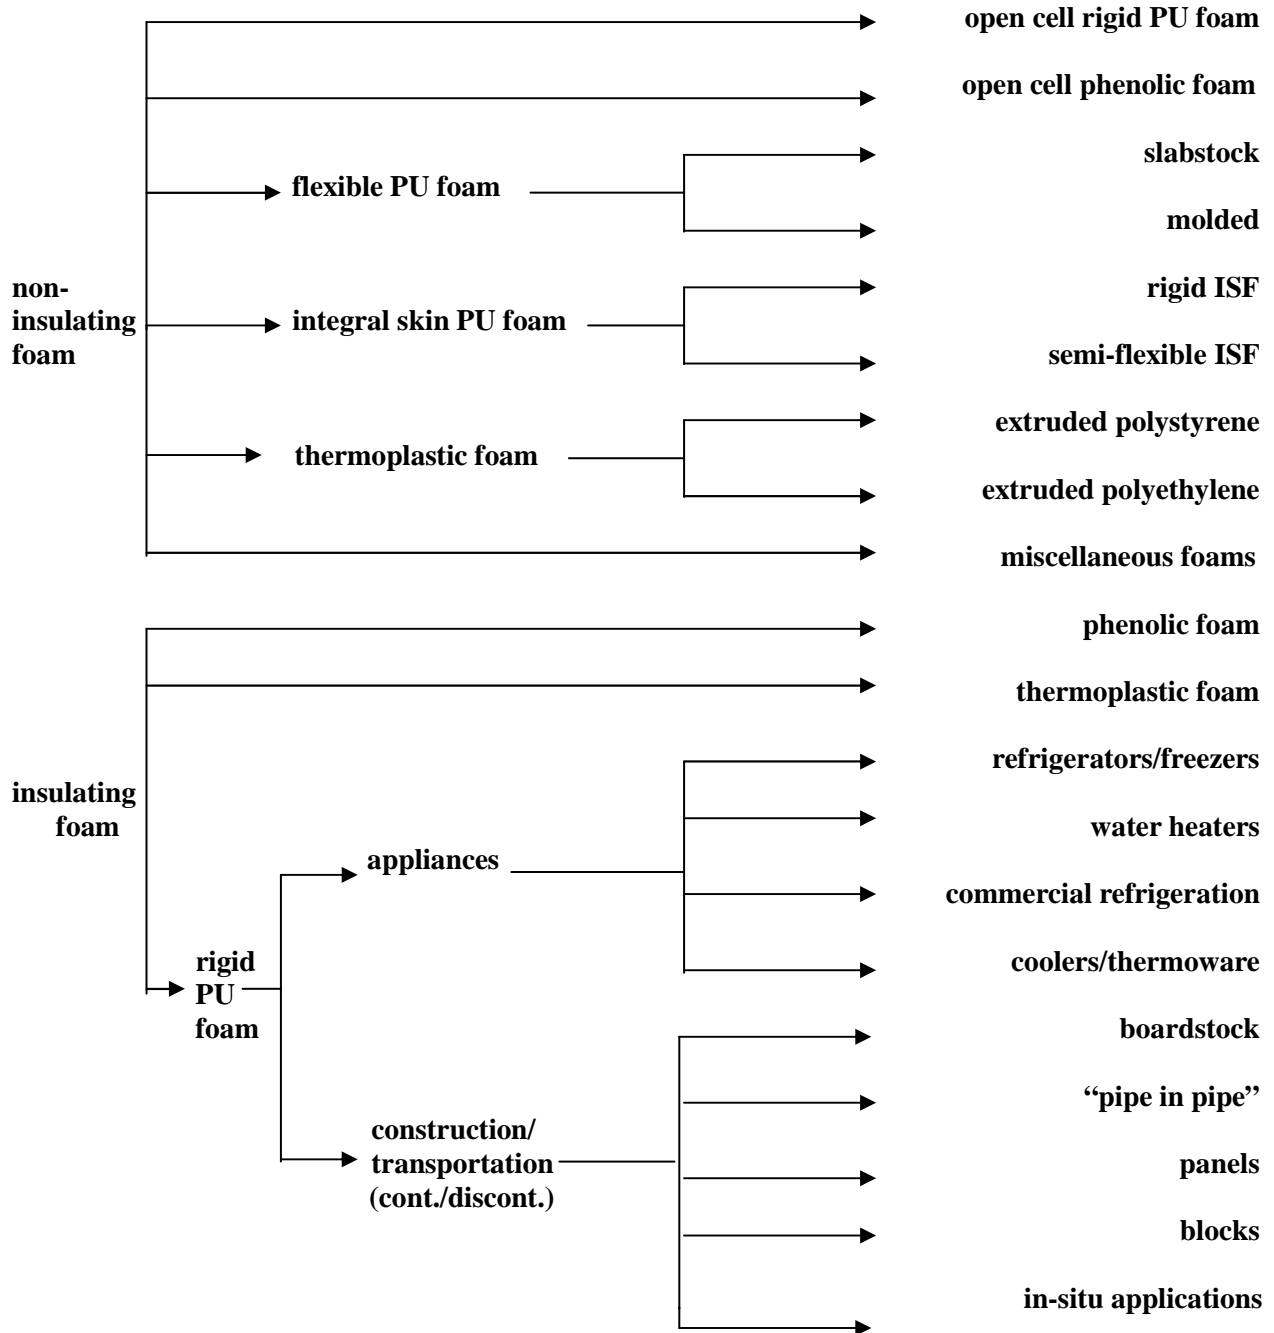 open cell rigid PU foam
open cell phenolic foam
slabstock
flexible PU foam
molded
non-
insulating
foam
rigid ISF
integral skin PU foam
semi-flexible ISF
extruded polystyrene
thermoplastic foam
extruded polyethylene
miscellaneous foams
phenolic foam
thermoplastic foam
insulating
foam
refrigerators/freezers
water heaters
appliances
commercial refrigeration
coolers/thermoware
rigid
PU
foam
boardstock
“pipe in pipe”
construction/
transportation
(cont./discont.)
panels
blocks
in-situ applications